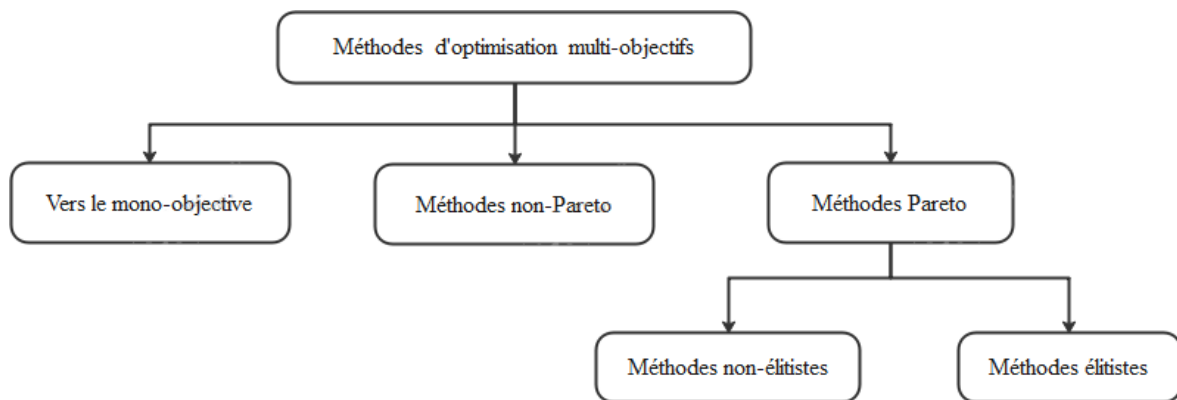 Méthodes d'optimisation multi-objectifs
Vers le mono-objective
Méthodes non-Pareto
Méthodes Pareto
Méthodes non-élitistes
Méthodes élitistes